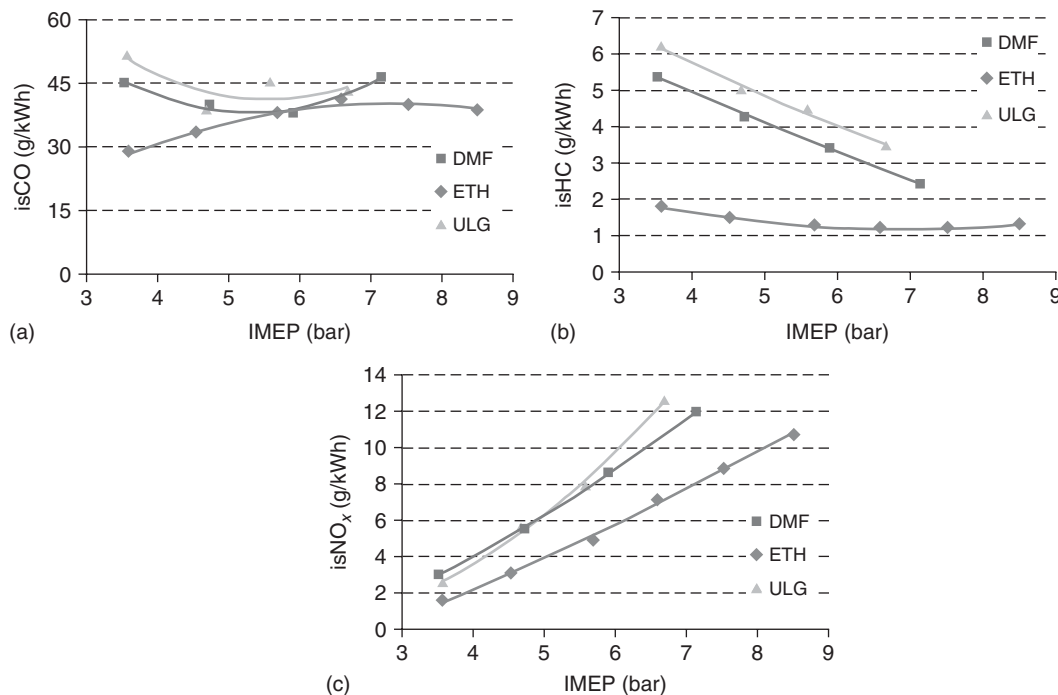 60
45
30
15
0
isCO (g/kWh)
DMF
ETH
ULG
3 4 5 6 7 8 9
IMEP (bar)
(a)
7
6
5
4
3
2
1
0
isHC (g/kWh)
DMF
ETH
ULG
3 4 5 6 7 8 9
IMEP (bar)
(b)
14
12
10
8
6
4
2
0
isNOx (g/kWh)
DMF
ETH
ULG
3 4 5 6 7 8 9
IMEP (bar)
(c)